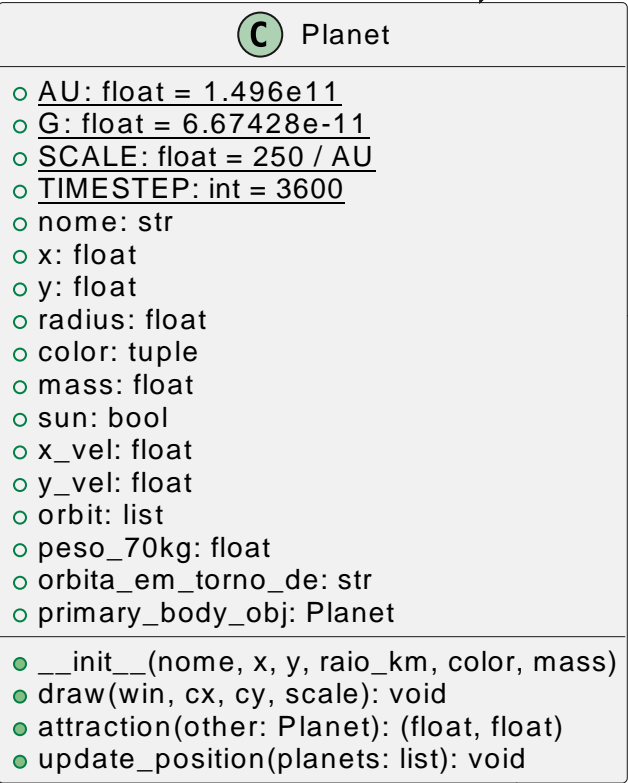 C Planet
AU: float = 1.496e11
G: float = 6.67428e-11
SCALE: float = 250 / AU
TIMESTEP: int = 3600
nome: str
x: float
y: float
radius: float
color: tuple
mass: float
sun: bool
x_vel: float
y_vel: float
orbit: list
peso_70kg: float
orbita_em_torno_de: str
primary_body_obj: Planet
__init__(nome, x, y, raio_km, color, mass)
draw(win, cx, cy, scale): void
attraction(other: Planet): (float, float)
update_position(planets: list): void